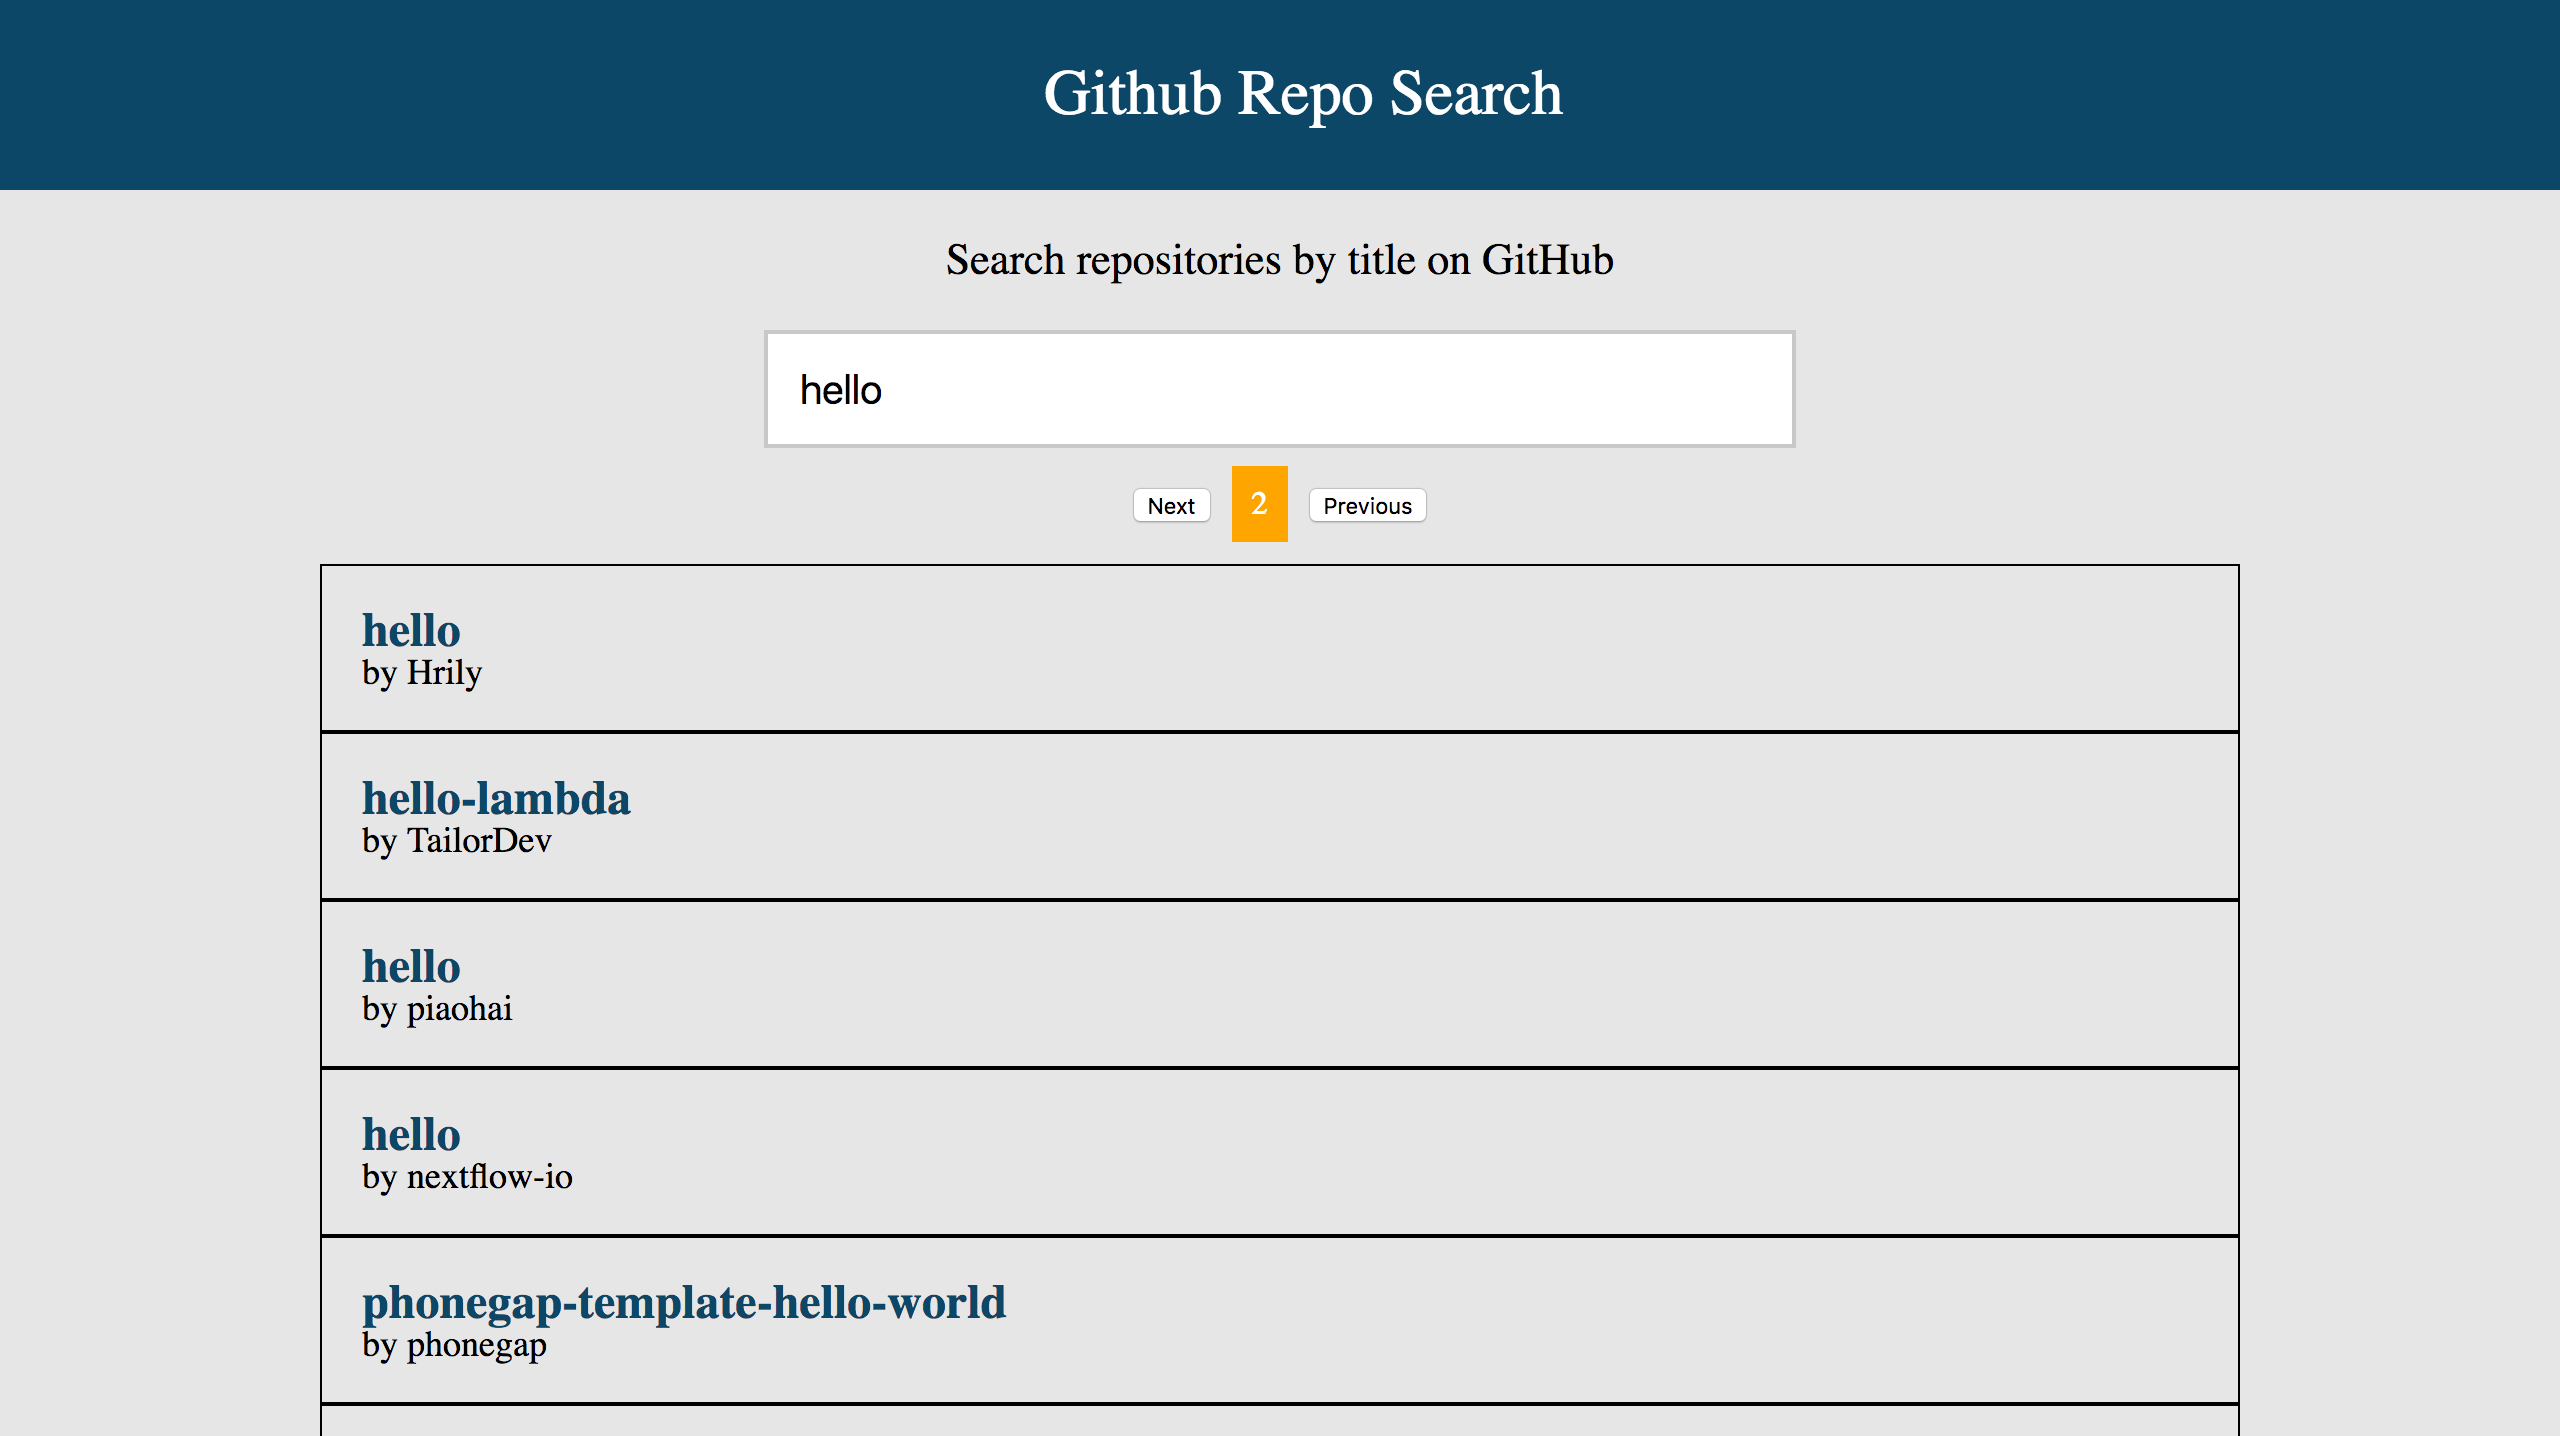 Github Repo Search
Search repositories by title on GitHub
hello
Next 2 Previous
hello
by Hrily
hello-lambda
by TailorDev
hello
by piaohai
hello
by nextflow-io
phonegap-template-hello-world
by phonegap